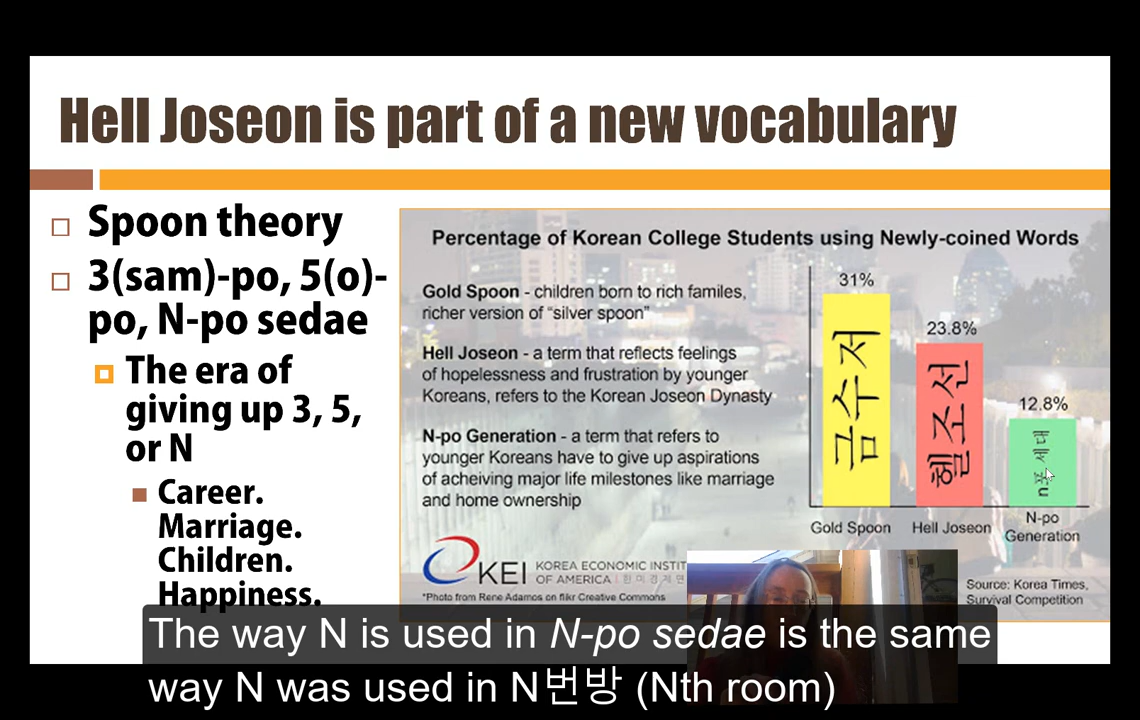 Hell Joseon is part of a new vocabulary
Spoon theory
3(sam)-po, 5(o)-
po, N-po sedae
The era of
giving up 3, 5,
or N
Career.
Marriage.
Children.
Happiness.
Percentage of Korean College Students using Newly-coined Words
Gold Spoon - children born to rich familes,
richer version of “silver spoon”
Hell Joseon - a term that reflects feelings
of hopelessness and frustration by younger
Koreans, refers to the Korean Joseon Dynasty
N-po Generation - a term that refers to
younger Koreans have to give up aspirations
of acheiving major life milestones like marriage
and home ownership
31%
금수저
23.8%
헬조선
12.8%
n포세대
Gold Spoon
Hell Joseon
N-po
Generation
KEI
KOREA ECONOMIC INSTIT
OF AMERICA | 한미경제연
*Photo from Rene Adamos on flikr Creative Commons
Source: Korea Times,
Survival Competition
The way N is used in N-po sedae is the same
way N was used in N번방 (Nth room)